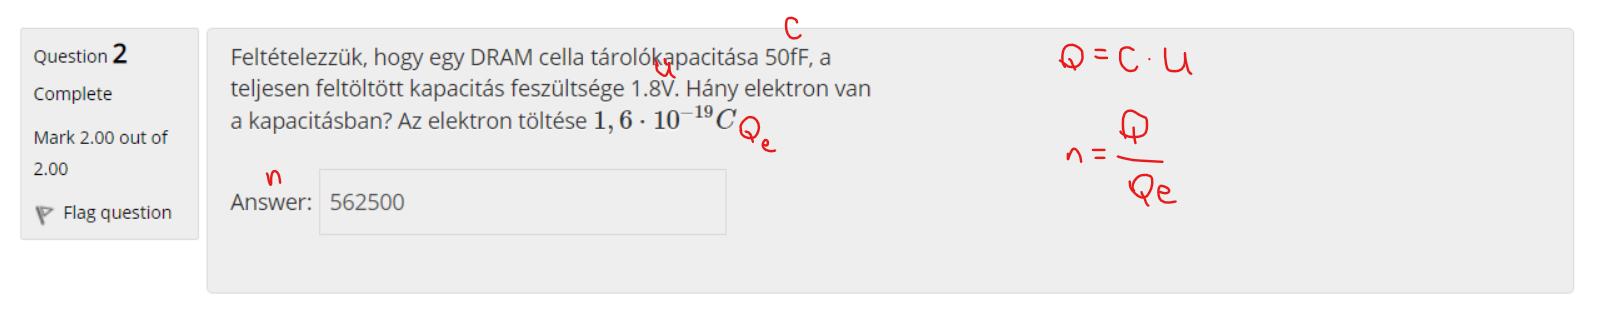 Question 2
Complete
Mark 2.00 out of
2.00
Flag question
C
Feltételezzük, hogy egy DRAM cella tárolókapacitása 50fF, a
u
teljesen feltöltött kapacitás feszültsége 1.8V. Hány elektron van
a kapacitásban? Az elektron töltése 1, 6 · 10⁻¹⁹C Qe
n
Answer: 562500
Q = C · U
n = Q / Qe